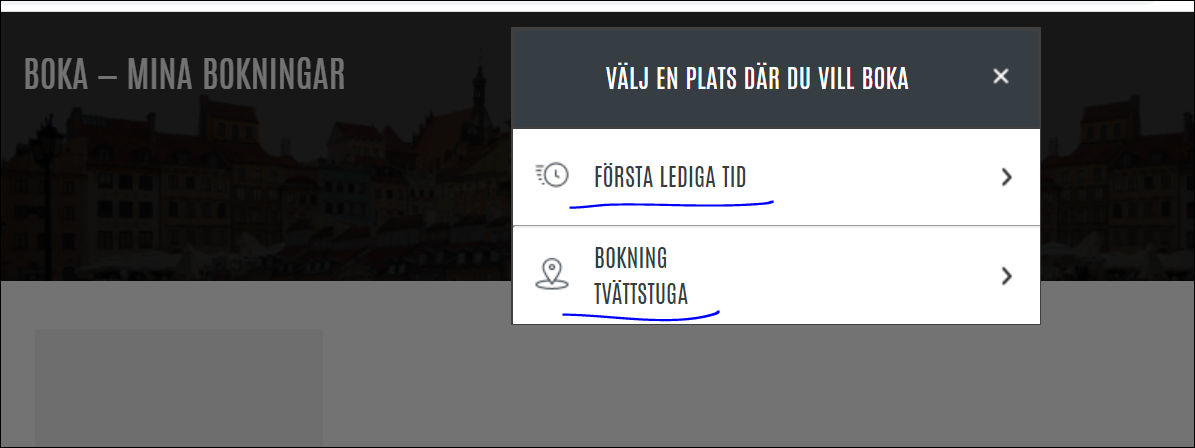 BOKA – MINA BOKNINGAR
VÄLJ EN PLATS DÄR DU VILL BOKA
FÖRSTA LEDIGA TID
BOKNING
TVÄTTSTUGA